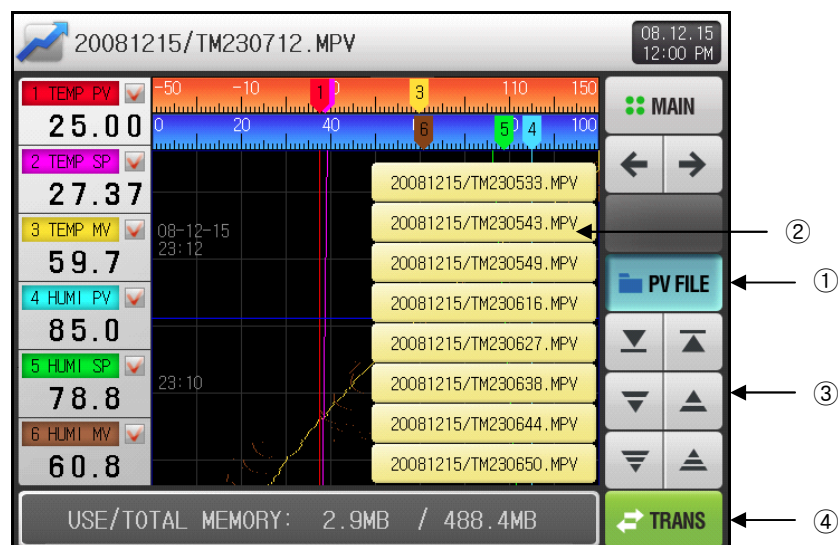 20081215/TM230712.MPV
08.12.15
12:00 PM
1 TEMP PV
25.00
2 TEMP SP
27.37
3 TEMP MV
59.7
4 HUMI PV
85.0
5 HUMI SP
78.8
6 HUMI MV
60.8
-50 -10 1 3 110 150
0 20 40 6 5 4 100
08-12-15
23:12
23:10
20081215/TM230533.MPV
20081215/TM230543.MPV
20081215/TM230549.MPV
20081215/TM230616.MPV
20081215/TM230627.MPV
20081215/TM230638.MPV
20081215/TM230644.MPV
20081215/TM230650.MPV
MAIN
PV FILE
TRANS
USE/TOTAL MEMORY: 2.9MB / 488.4MB
②
①
③
④